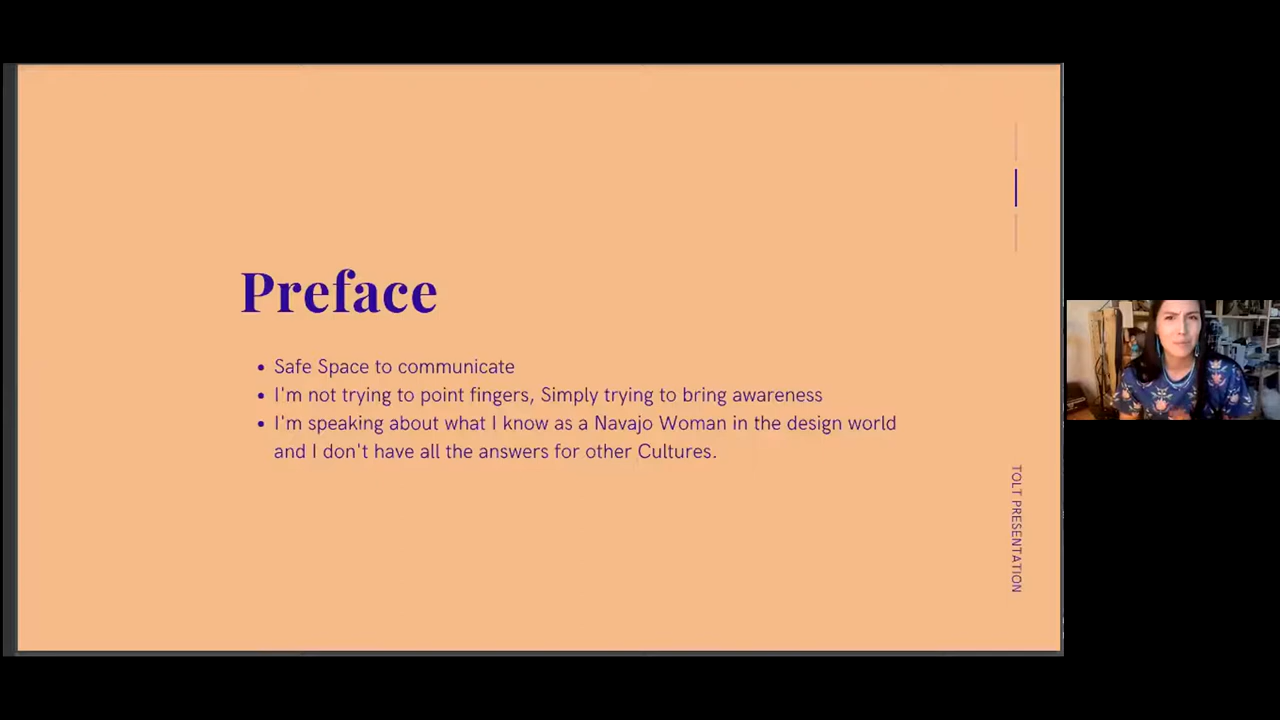 Preface
Safe Space to communicate
I'm not trying to point fingers, Simply trying to bring awareness
I'm speaking about what I know as a Navajo Woman in the design world
and I don't have all the answers for other Cultures.
TOLT PRESENTATION